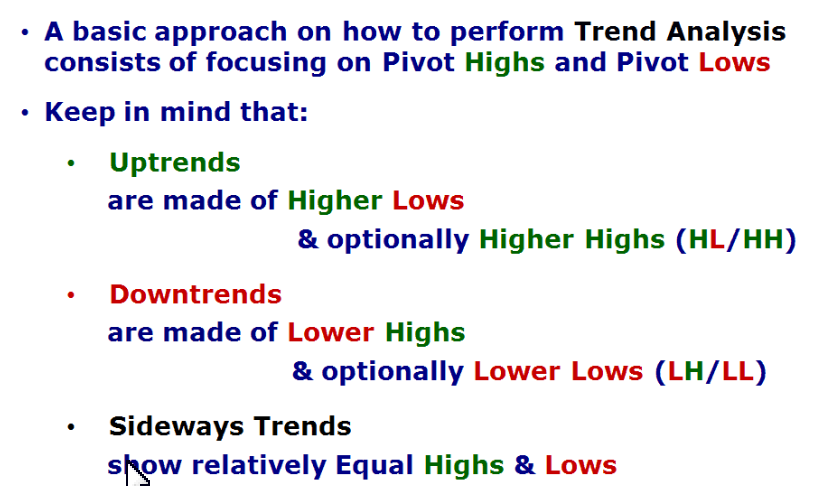 • A basic approach on how to perform Trend Analysis
consists of focusing on Pivot Highs and Pivot Lows
• Keep in mind that:
• Uptrends
are made of Higher Lows
& optionally Higher Highs (HL/HH)
• Downtrends
are made of Lower Highs
& optionally Lower Lows (LH/LL)
• Sideways Trends
show relatively Equal Highs & Lows